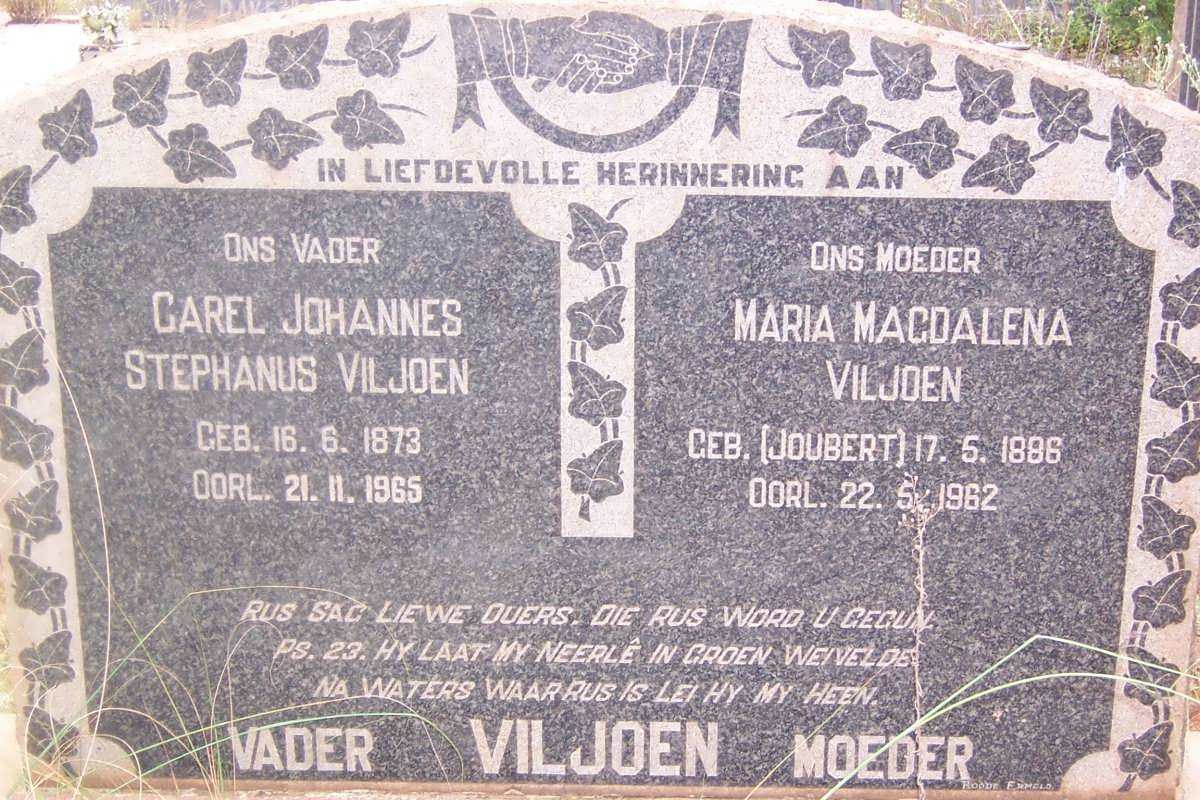 IN LIEFDEVOLLE HERINNERING AAN
ONS VADER
CAREL JOHANNES
STEPHANUS VILJOEN
GEB. 16. 6. 1873
OORL. 21. 11. 1965
ONS MOEDER
MARIA MAGDALENA
VILJOEN
GEB. (JOUBERT) 17. 5. 1886
OORL. 22. 5. 1962
RUS SAG LIEWE OUERS. DIE RUS WORD U GEGUN.
PS. 23. HY LAAT MY NEERLÊ IN GROEN WEIVELDE
NA WATERS WAAR RUS IS LEI HY MY HEEN.
VADER VILJOEN MOEDER
ROODE ERMELO.